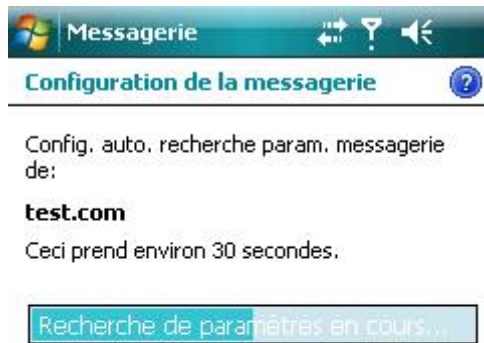 Messagerie
Configuration de la messagerie
Config. auto. recherche param. messagerie
de:
test.com
Ceci prend environ 30 secondes.
Recherche de paramètres en cours...